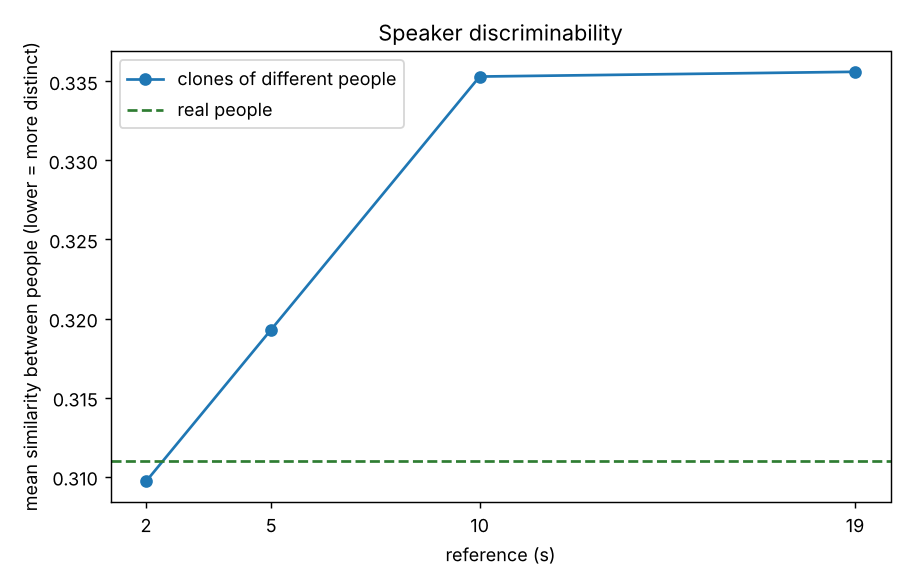 Speaker discriminability
clones of different people
real people
mean similarity between people (lower = more distinct)
0.335
0.330
0.325
0.320
0.315
0.310
2 5 10 19
reference (s)